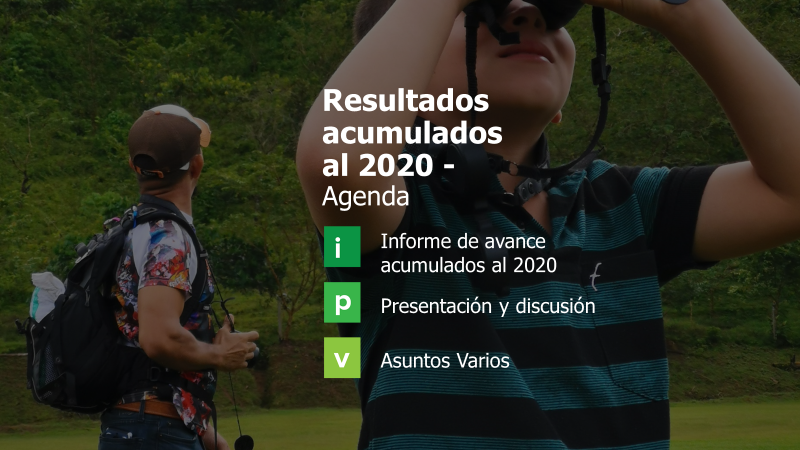 Resultados
acumulados
al 2020 -
Agenda
i
Informe de avance
acumulados al 2020
p
Presentación y discusión
v
Asuntos Varios